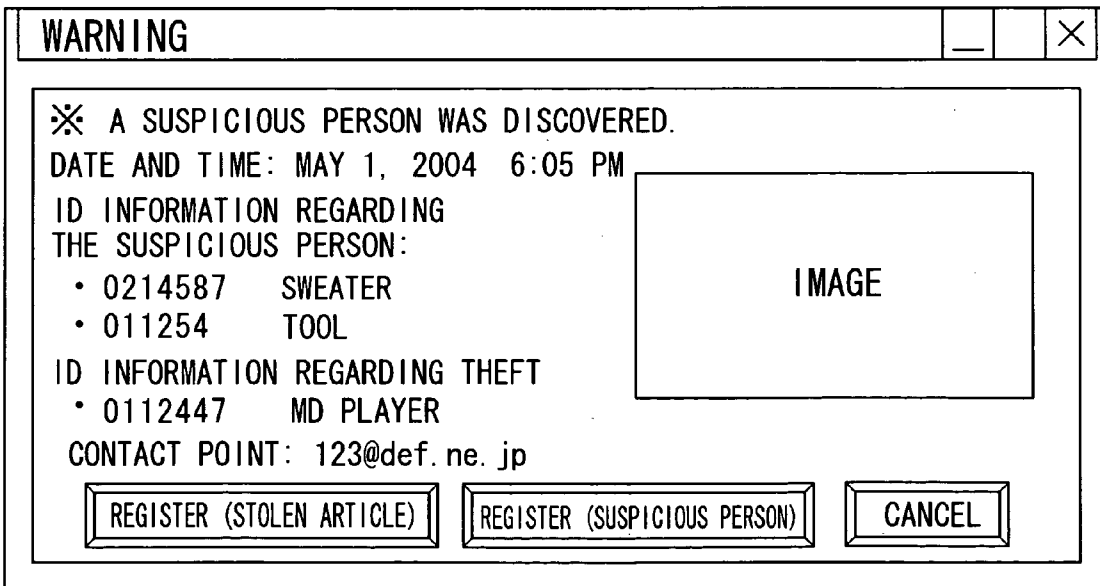 WARNING
※ A SUSPICIOUS PERSON WAS DISCOVERED.
DATE AND TIME: MAY 1, 2004 6:05 PM
ID INFORMATION REGARDING
THE SUSPICIOUS PERSON:
・0214587 SWEATER
・011254 TOOL
IMAGE
ID INFORMATION REGARDING THEFT
・0112447 MD PLAYER
CONTACT POINT: 123@def.ne.jp
REGISTER (STOLEN ARTICLE) REGISTER (SUSPICIOUS PERSON) CANCEL